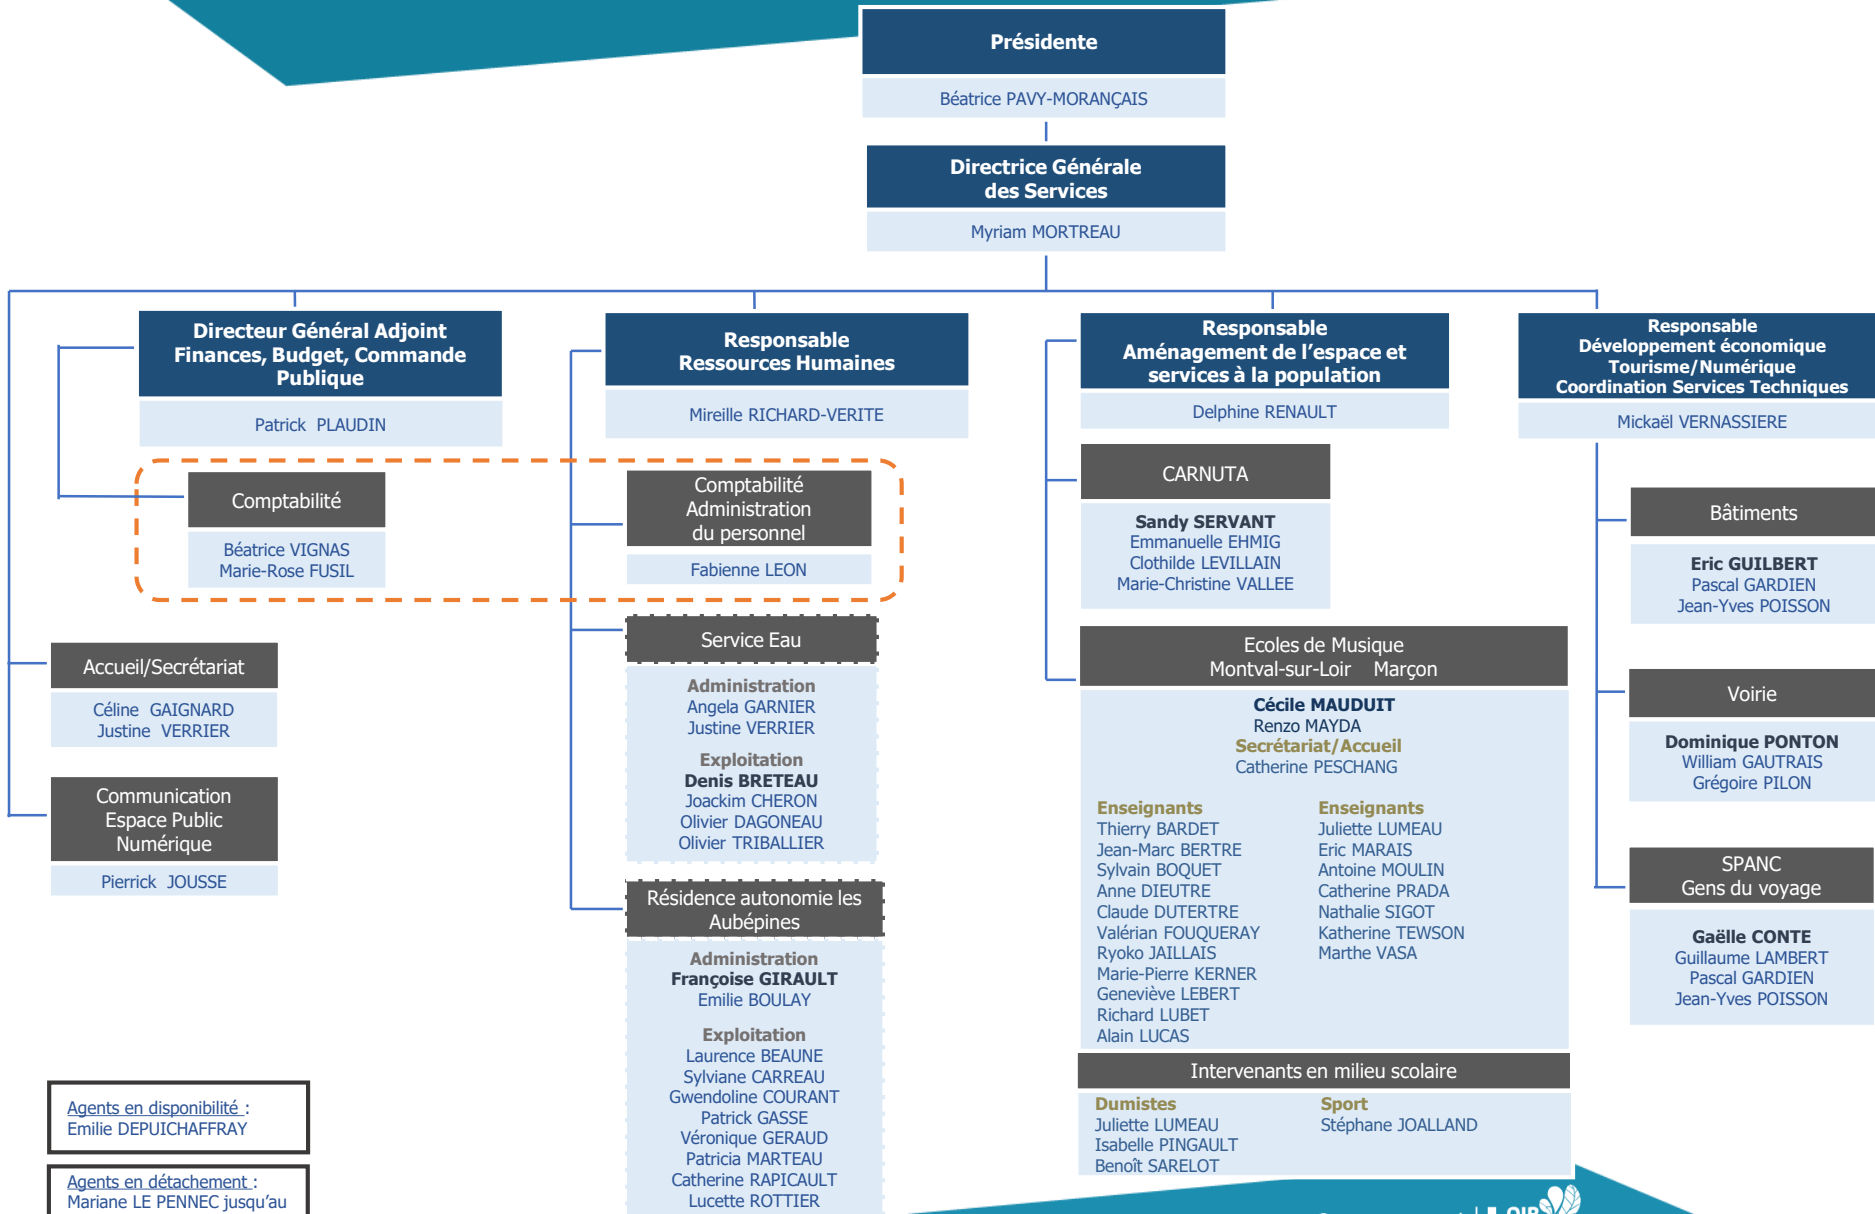 Présidente
Béatrice PAVY-MORANÇAIS
Directrice Générale
des Services
Myriam MORTREAU
Directeur Général Adjoint
Finances, Budget, Commande
Publique
Patrick PLAUDIN
Comptabilité
Béatrice VIGNAS
Marie-Rose FUSIL
Accueil/Secrétariat
Céline GAIGNARD
Justine VERRIER
Communication
Espace Public
Numérique
Pierrick JOUSSE
Agents en disponibilité :
Emilie DEPUICHAFFRAY
Agents en détachement :
Mariane LE PENNEC jusqu'au
Responsable
Ressources Humaines
Mireille RICHARD-VERITE
Comptabilité
Administration
du personnel
Fabienne LEON
Service Eau
Administration
Angela GARNIER
Justine VERRIER
Exploitation
Denis BRETEAU
Joackim CHERON
Olivier DAGONEAU
Olivier TRIBALLIER
Résidence autonomie les
Aubépines
Administration
Françoise GIRAULT
Emilie BOULAY
Exploitation
Laurence BEAUNE
Sylviane CARREAU
Gwendoline COURANT
Patrick GASSE
Véronique GERAUD
Patricia MARTEAU
Catherine RAPICAULT
Lucette ROTTIER
Responsable
Aménagement de l'espace et
services à la population
Delphine RENAULT
CARNUTA
Sandy SERVANT
Emmanuelle EHMIG
Clothilde LEVILLAIN
Marie-Christine VALLEE
Ecoles de Musique
Montval-sur-Loir Marçon
Cécile MAUDUIT
Renzo MAYDA
Secrétariat/Accueil
Catherine PESCHANG
Enseignants
Thierry BARDET
Jean-Marc BERTRE
Sylvain BOQUET
Anne DIEUTRE
Claude DUTERTRE
Valérian FOUQUERAY
Ryoko JAILLAIS
Marie-Pierre KERNER
Geneviève LEBERT
Richard LUBET
Alain LUCAS
Enseignants
Juliette LUMEAU
Eric MARAIS
Antoine MOULIN
Catherine PRADA
Nathalie SIGOT
Katherine TEWSON
Marthe VASA
Intervenants en milieu scolaire
Dumistes
Juliette LUMEAU
Isabelle PINGAULT
Benoît SARELOT
Sport
Stéphane JOALLAND
Responsable
Développement économique
Tourisme/Numérique
Coordination Services Techniques
Mickaël VERNASSIERE
Bâtiments
Eric GUILBERT
Pascal GARDIEN
Jean-Yves POISSON
Voirie
Dominique PONTON
William GAUTRAIS
Grégoire PILON
SPANC
Gens du voyage
Gaëlle CONTE
Guillaume LAMBERT
Pascal GARDIEN
Jean-Yves POISSON